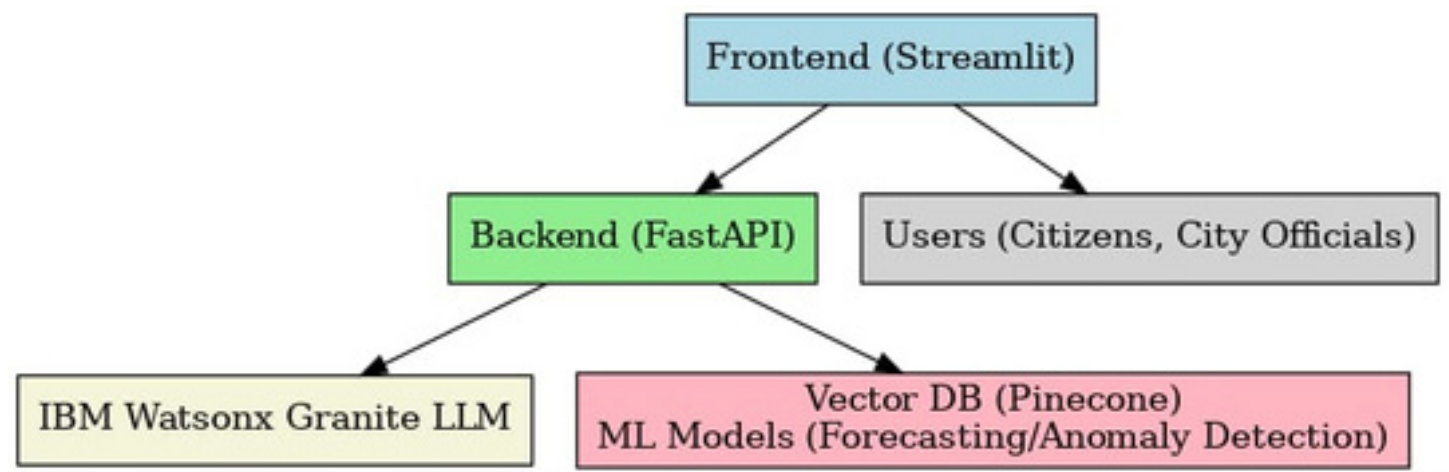 Frontend (Streamlit)
Backend (FastAPI)
Users (Citizens, City Officials)
IBM Watsonx Granite LLM
Vector DB (Pinecone)
ML Models (Forecasting/Anomaly Detection)